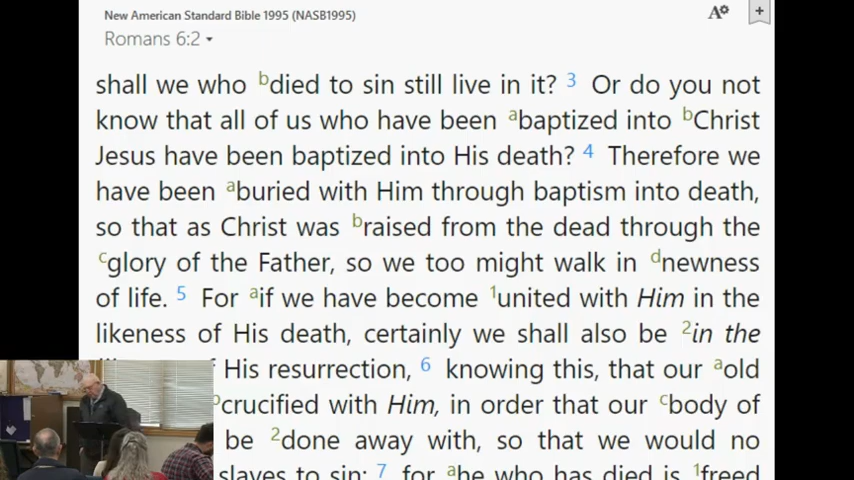 New American Standard Bible 1995 (NASB1995)
Romans 6:2
shall we who bdied to sin still live in it? 3 Or do you not
know that all of us who have been abaptized into bChrist
Jesus have been baptized into His death? 4 Therefore we
have been aburied with Him through baptism into death,
so that as Christ was braised from the dead through the
cglory of the Father, so we too might walk in dnewness
of life. 5 For aif we have become 1united with Him in the
likeness of His death, certainly we shall also be 2in the
His resurrection, 6 knowing this, that our aold
bcrucified with Him, in order that our cbody of
be 2done away with, so that we would no
slaves to sin; 7 for ahe who has died is 1freed